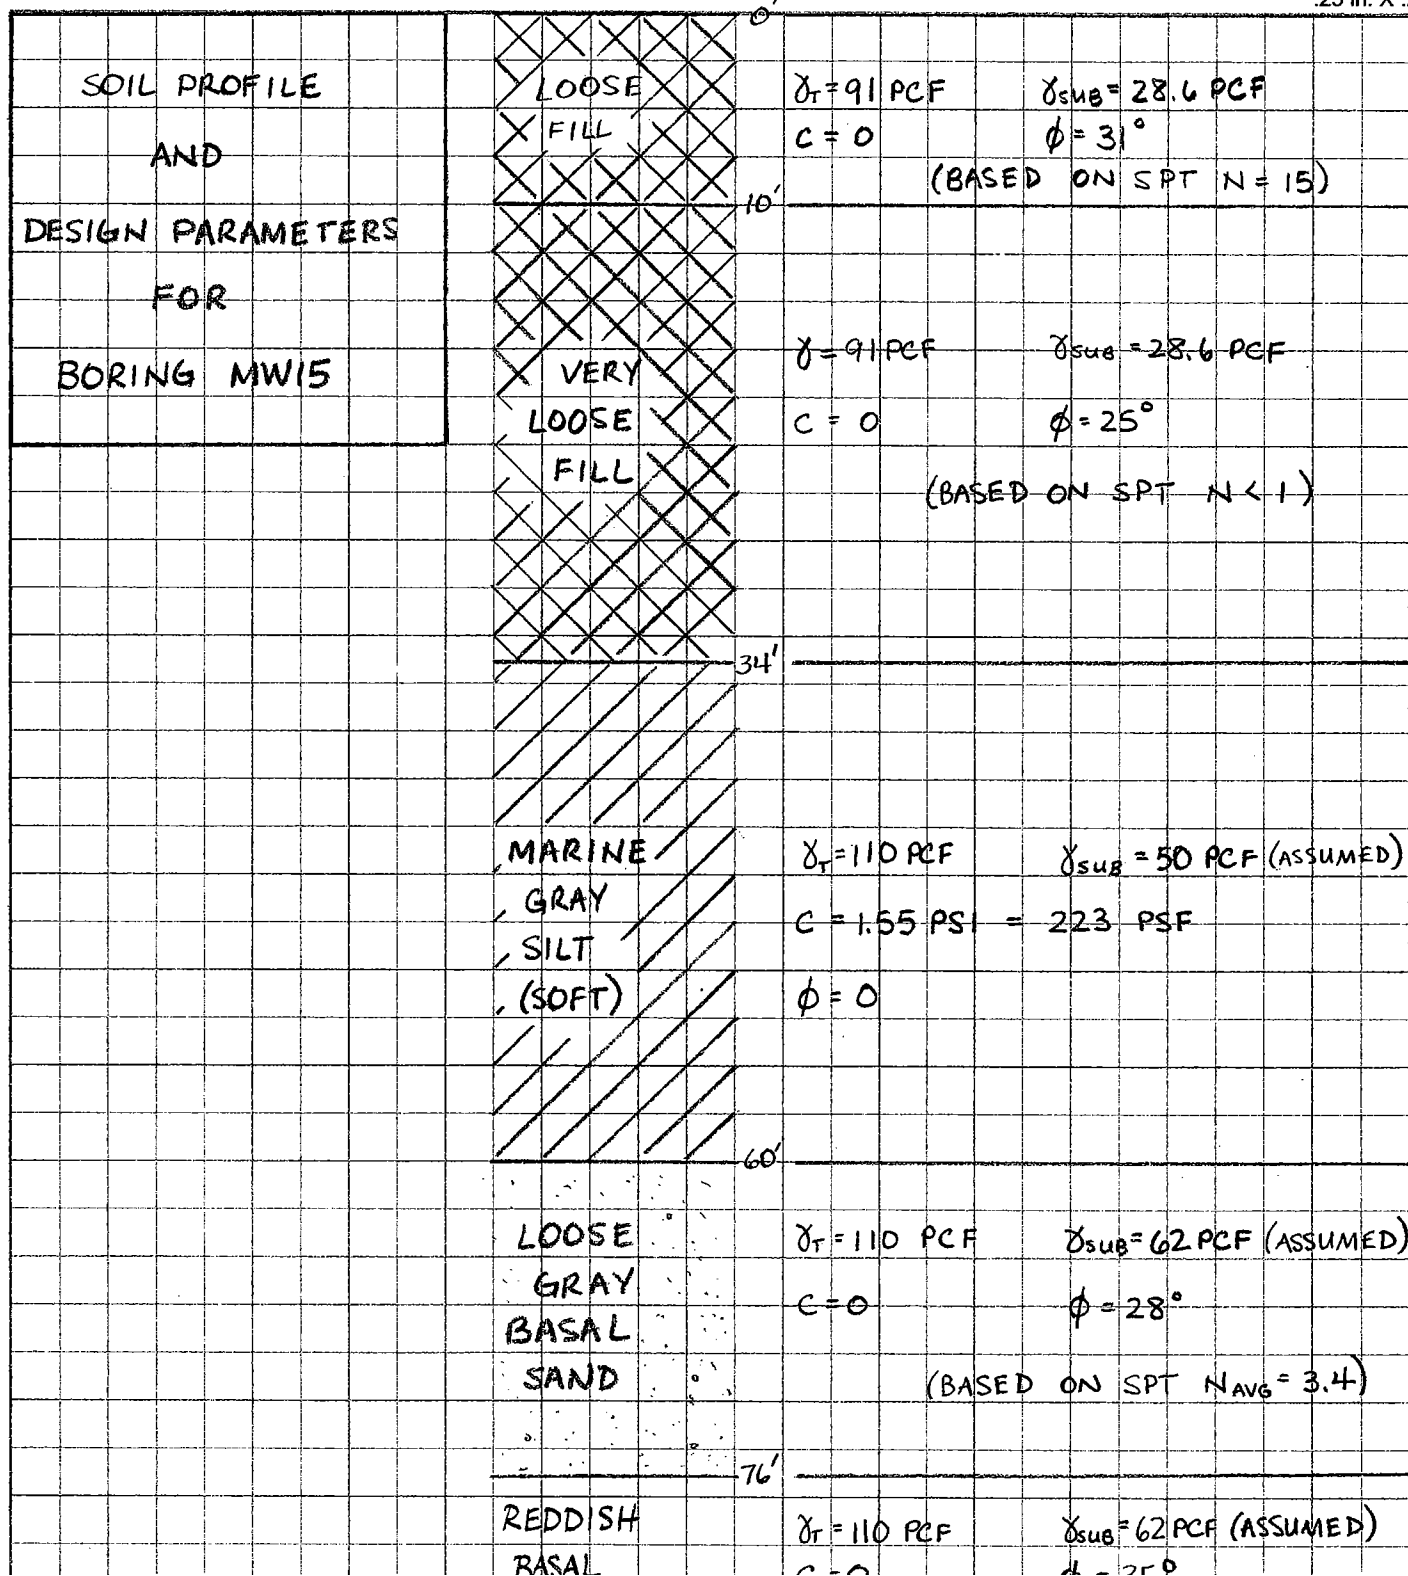 .25 in. X .
0'
SOIL PROFILE
AND
DESIGN PARAMETERS
FOR
BORING MW15
LOOSE
FILL
γT = 91 PCF γSUB = 28.6 PCF
C = 0 φ = 31°
(BASED ON SPT N = 15)
10'
VERY
LOOSE
FILL
γ = 91 PCF γSUB = 28.6 PCF
C = 0 φ = 25°
(BASED ON SPT N < 1)
34'
MARINE
GRAY
SILT
(SOFT)
γT = 110 PCF γSUB = 50 PCF (ASSUMED)
C = 1.55 PSI = 223 PSF
φ = 0
60'
LOOSE
GRAY
BASAL
SAND
γT = 110 PCF γSUB = 62 PCF (ASSUMED)
C = 0 φ = 28°
(BASED ON SPT NAVG = 3.4)
76'
REDDISH
BASAL
γT = 110 PCF γSUB = 62 PCF (ASSUMED)
C = 0 φ = 35°